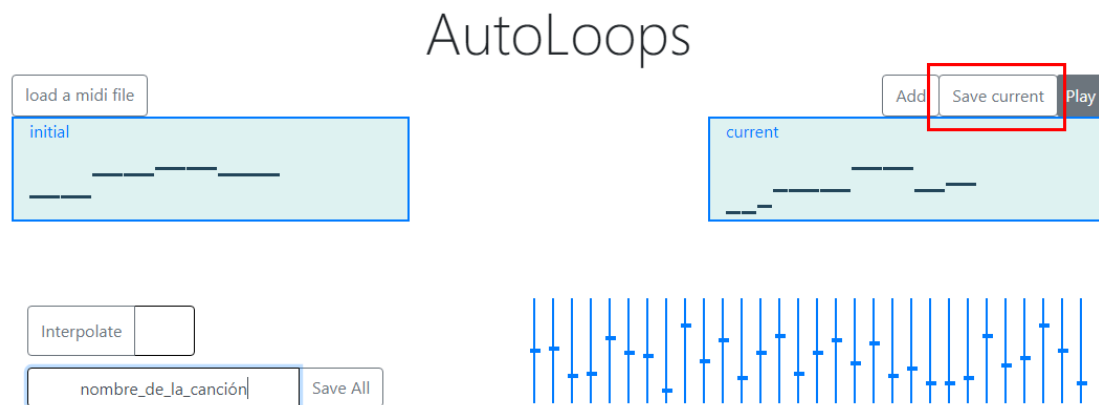 AutoLoops
load a midi file
Add Save current Play
initial
current
Interpolate
nombre_de_la_canción Save All